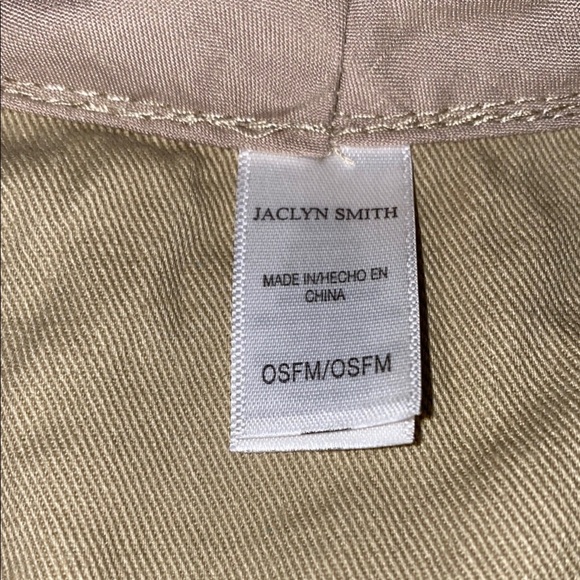 JACLYN SMITH
MADE IN/HECHO EN
CHINA
OSFM/OSFM